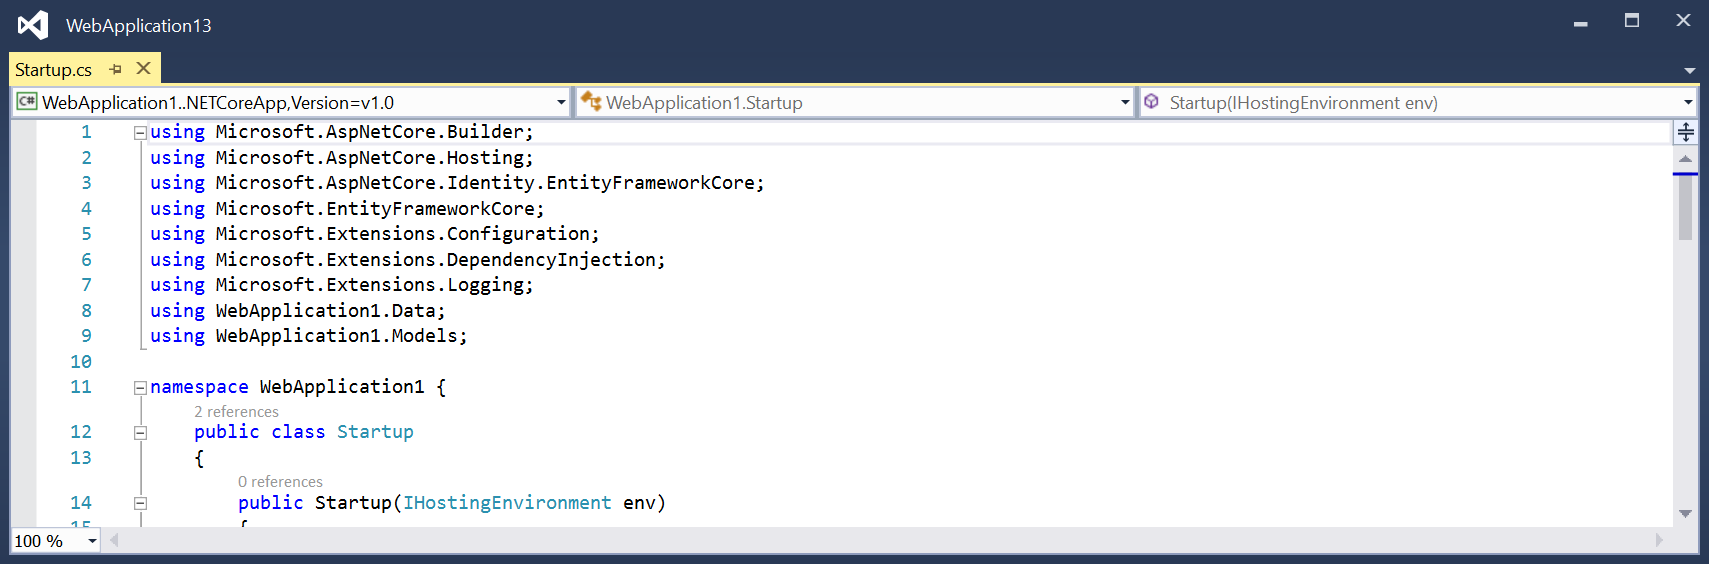 WebApplication13
Startup.cs
C# WebApplication1..NETCoreApp,Version=v1.0 WebApplication1.Startup Startup(IHostingEnvironment env)
1 using Microsoft.AspNetCore.Builder;
2 using Microsoft.AspNetCore.Hosting;
3 using Microsoft.AspNetCore.Identity.EntityFrameworkCore;
4 using Microsoft.EntityFrameworkCore;
5 using Microsoft.Extensions.Configuration;
6 using Microsoft.Extensions.DependencyInjection;
7 using Microsoft.Extensions.Logging;
8 using WebApplication1.Data;
9 using WebApplication1.Models;
10
11 namespace WebApplication1 {
2 references
12 public class Startup
13 {
0 references
14 public Startup(IHostingEnvironment env)
15 {
100 %